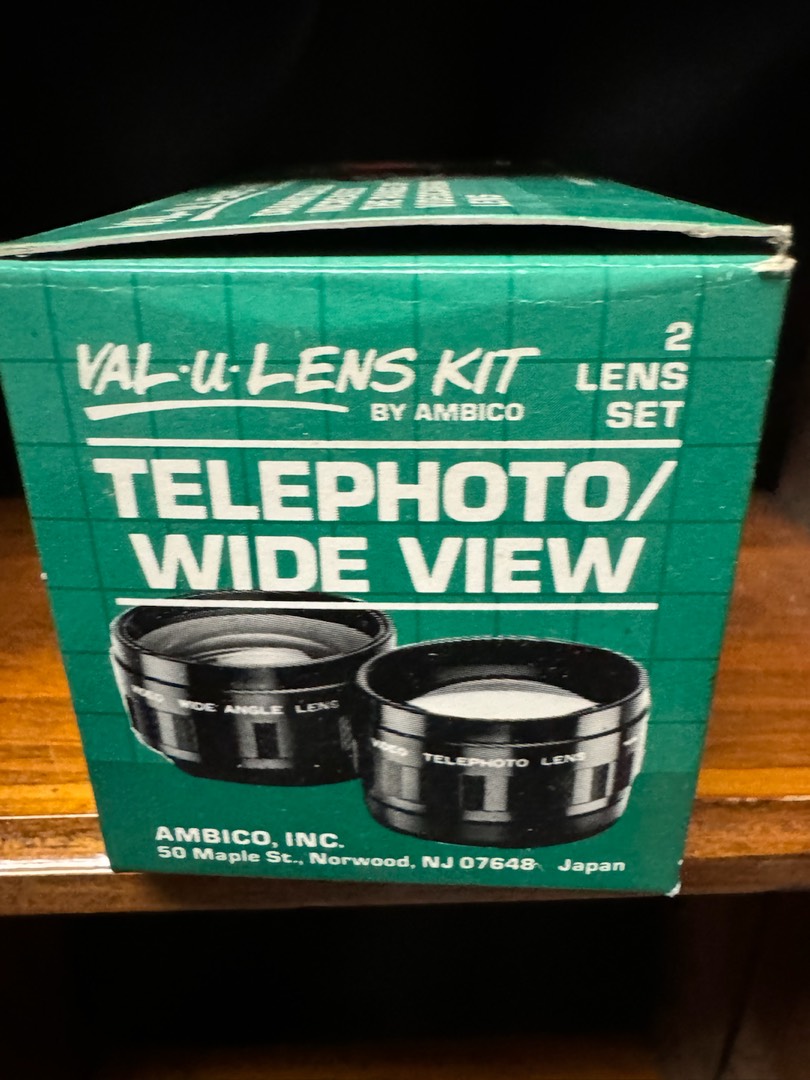 VAL·U·LENS KIT
BY AMBICO
2
LENS
SET
TELEPHOTO/
WIDE VIEW
VIDEO WIDE ANGLE LENS
VIDEO TELEPHOTO LENS
AMBICO, INC.
50 Maple St., Norwood, NJ 07648 Japan